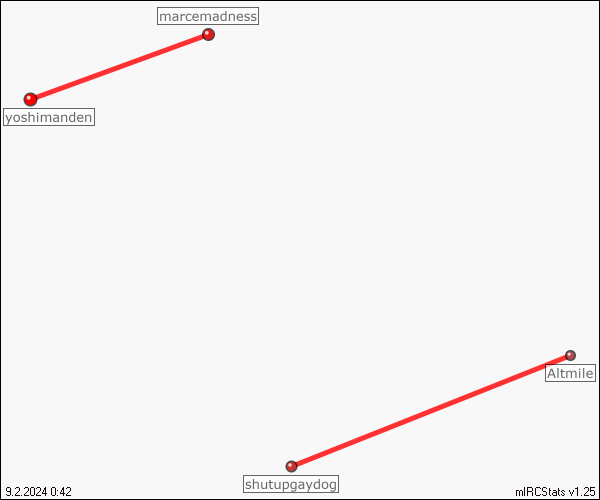 marcemadness
yoshimanden
Altmile
shutupgaydog
9.2.2024 0:42
mIRCStats v1.25